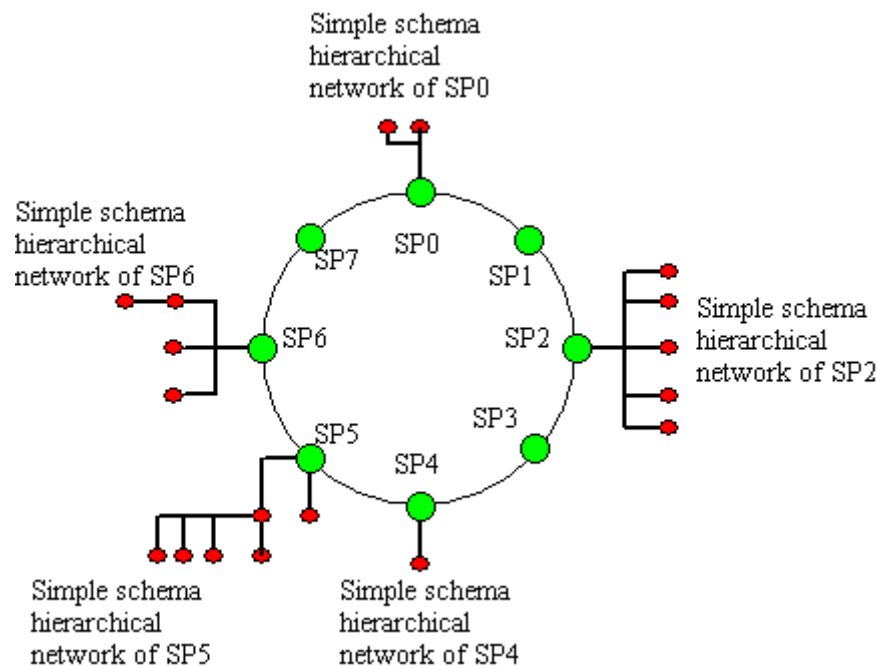 Simple schema
hierarchical
network of SP0
Simple schema
hierarchical
network of SP6
SP7
SP0
SP1
SP6
SP2
Simple schema
hierarchical
network of SP2
SP5
SP4
SP3
Simple schema
hierarchical
network of SP5
Simple schema
hierarchical
network of SP4